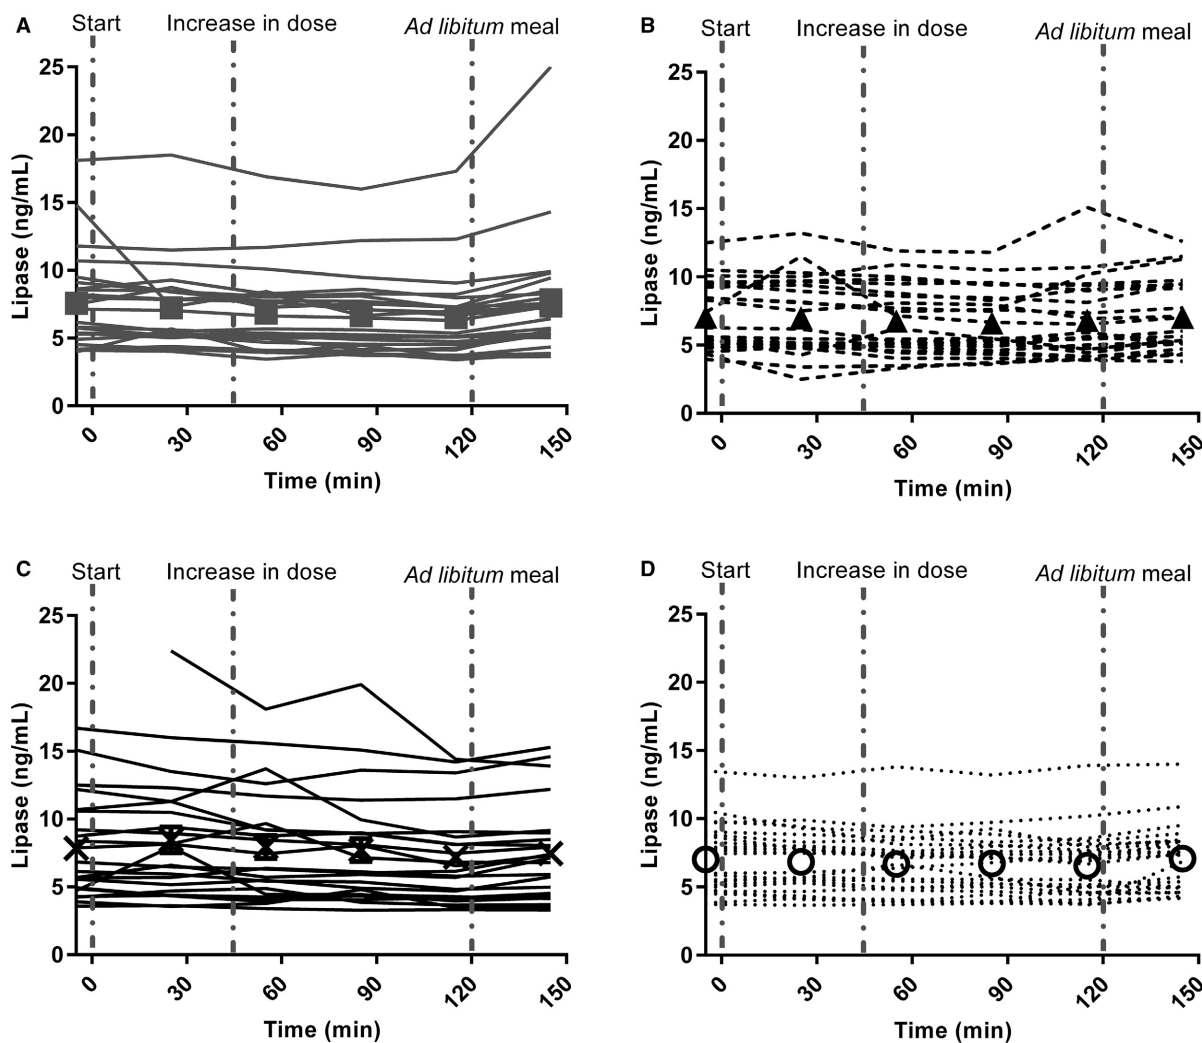 A Start Increase in dose Ad libitum meal
25
20
15
10
5
0
Lipase (ng/mL)
0 30 60 90 120 150
Time (min)
B Start Increase in dose Ad libitum meal
25
20
15
10
5
0
Lipase (ng/mL)
0 30 60 90 120 150
Time (min)
C Start Increase in dose Ad libitum meal
25
20
15
10
5
0
Lipase (ng/mL)
0 30 60 90 120 150
Time (min)
D Start Increase in dose Ad libitum meal
25
20
15
10
5
0
Lipase (ng/mL)
0 30 60 90 120 150
Time (min)